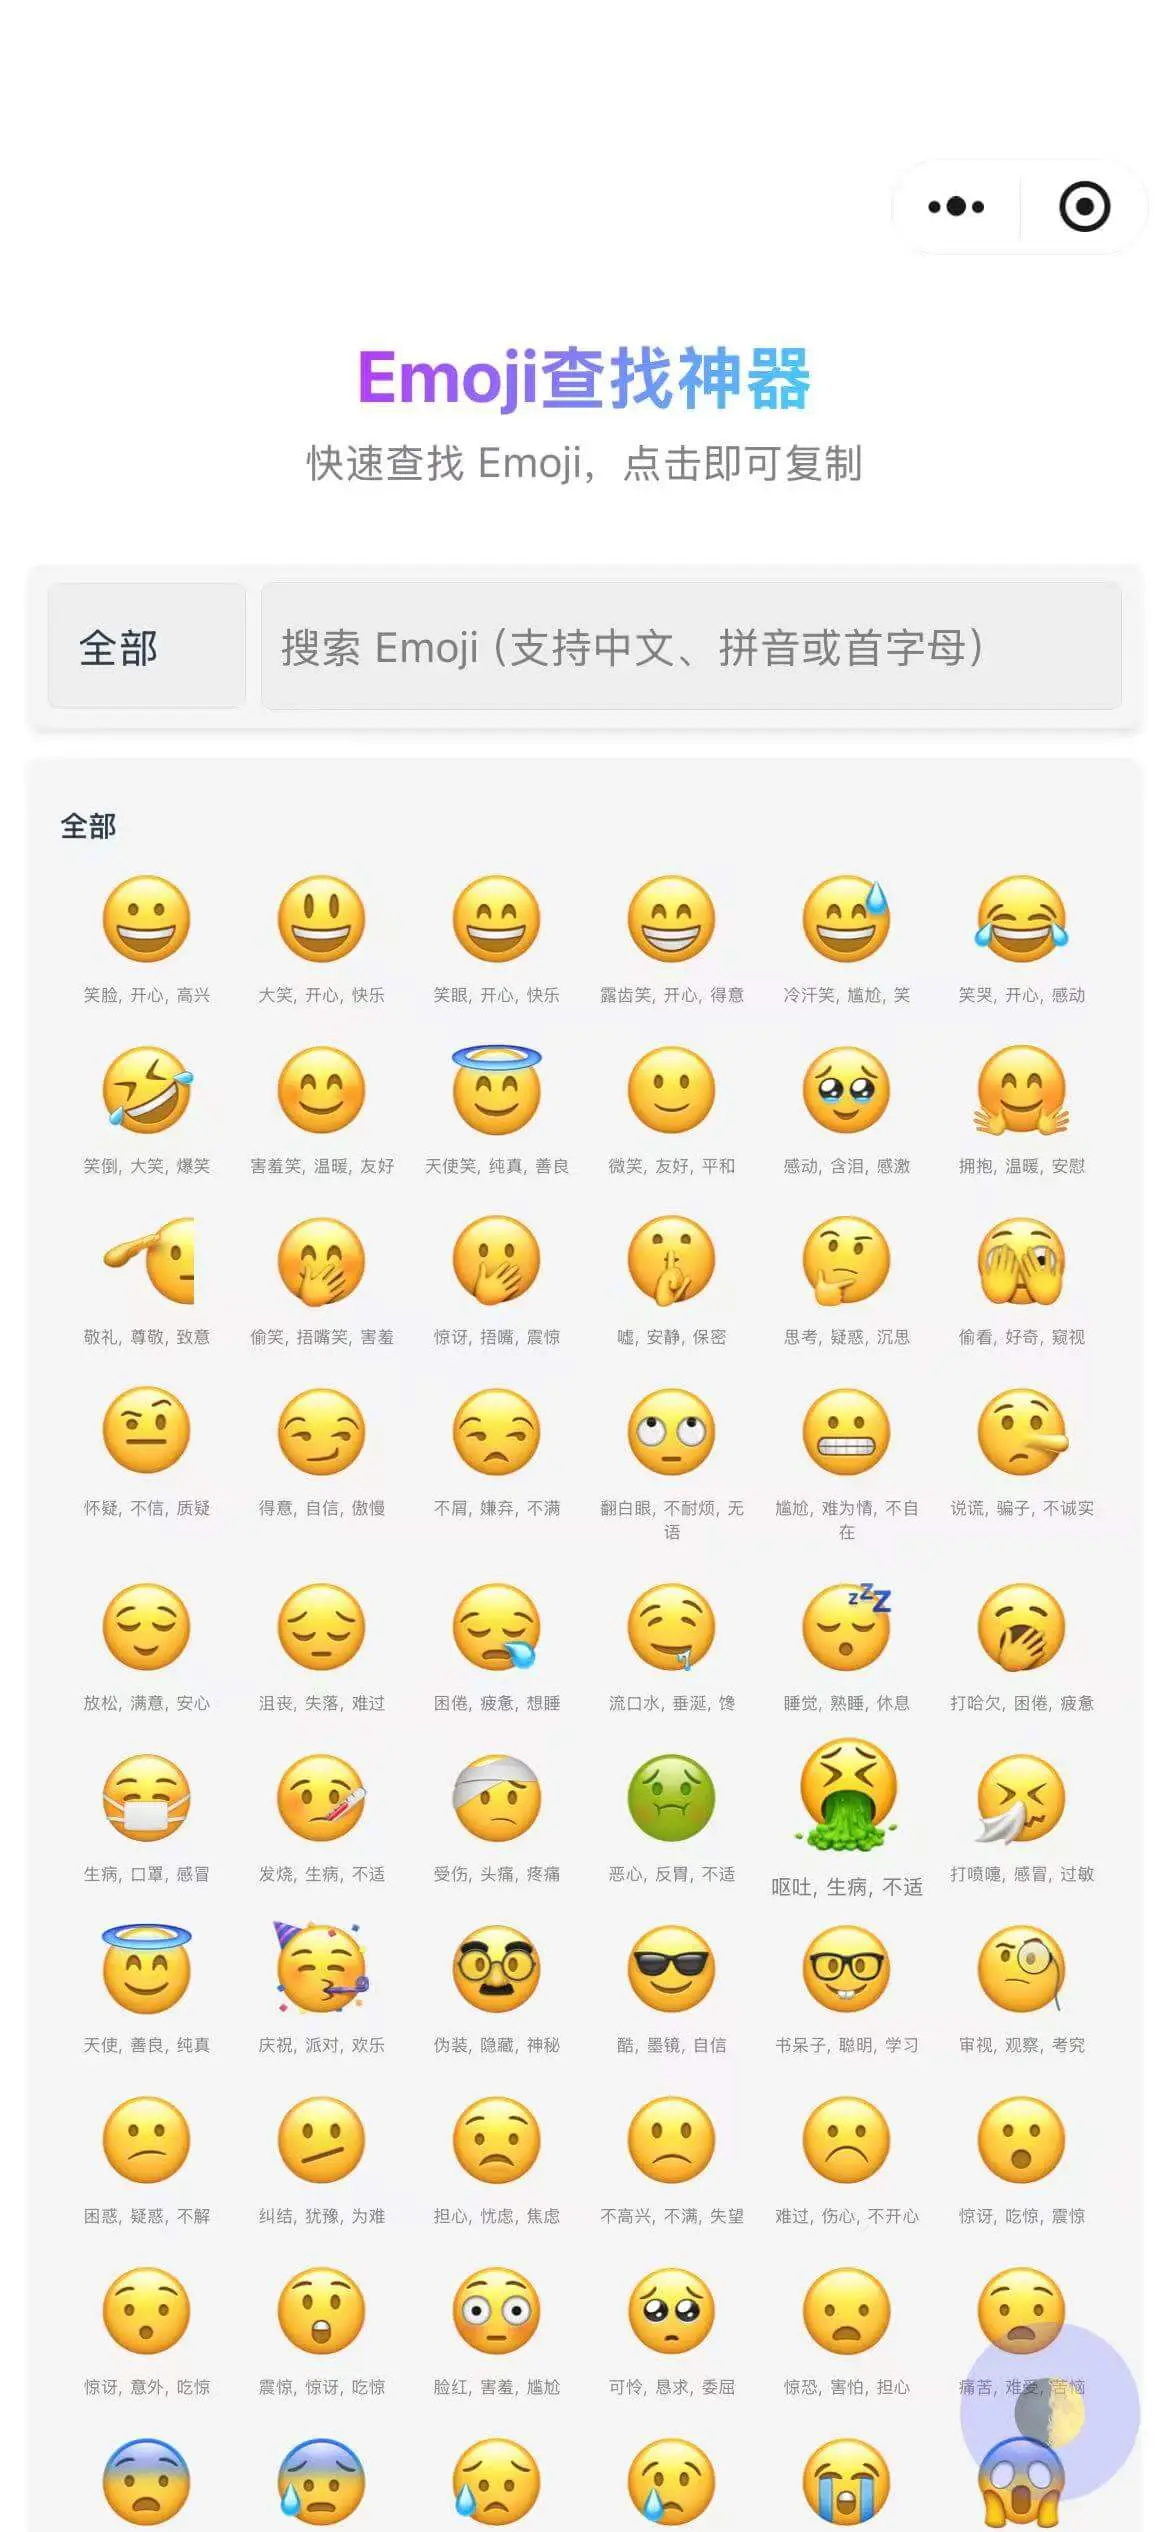 Emoji查找神器
快速查找 Emoji，点击即可复制
全部
搜索 Emoji（支持中文、拼音或首字母）
全部
笑脸, 开心, 高兴
大笑, 开心, 快乐
笑眼, 开心, 快乐
露齿笑, 开心, 得意
冷汗笑, 尴尬, 笑
笑哭, 开心, 感动
笑倒, 大笑, 爆笑
害羞笑, 温暖, 友好
天使笑, 纯真, 善良
微笑, 友好, 平和
感动, 含泪, 感激
拥抱, 温暖, 安慰
敬礼, 尊敬, 致意
偷笑, 捂嘴笑, 害羞
惊讶, 捂嘴, 震惊
嘘, 安静, 保密
思考, 疑惑, 沉思
偷看, 好奇, 窥视
怀疑, 不信, 质疑
得意, 自信, 傲慢
不屑, 嫌弃, 不满
翻白眼, 不耐烦, 无
语
尴尬, 难为情, 不自
在
说谎, 骗子, 不诚实
放松, 满意, 安心
沮丧, 失落, 难过
困倦, 疲惫, 想睡
流口水, 垂涎, 馋
zzZ
睡觉, 熟睡, 休息
打哈欠, 困倦, 疲惫
生病, 口罩, 感冒
发烧, 生病, 不适
受伤, 头痛, 疼痛
恶心, 反胃, 不适
呕吐, 生病, 不适
打喷嚏, 感冒, 过敏
天使, 善良, 纯真
庆祝, 派对, 欢乐
伪装, 隐藏, 神秘
酷, 墨镜, 自信
书呆子, 聪明, 学习
审视, 观察, 考究
困惑, 疑惑, 不解
纠结, 犹豫, 为难
担心, 忧虑, 焦虑
不高兴, 不满, 失望
难过, 伤心, 不开心
惊讶, 吃惊, 震惊
惊讶, 意外, 吃惊
震惊, 惊讶, 吃惊
脸红, 害羞, 尴尬
可怜, 恳求, 委屈
惊恐, 害怕, 担心
痛苦, 难受, 苦恼